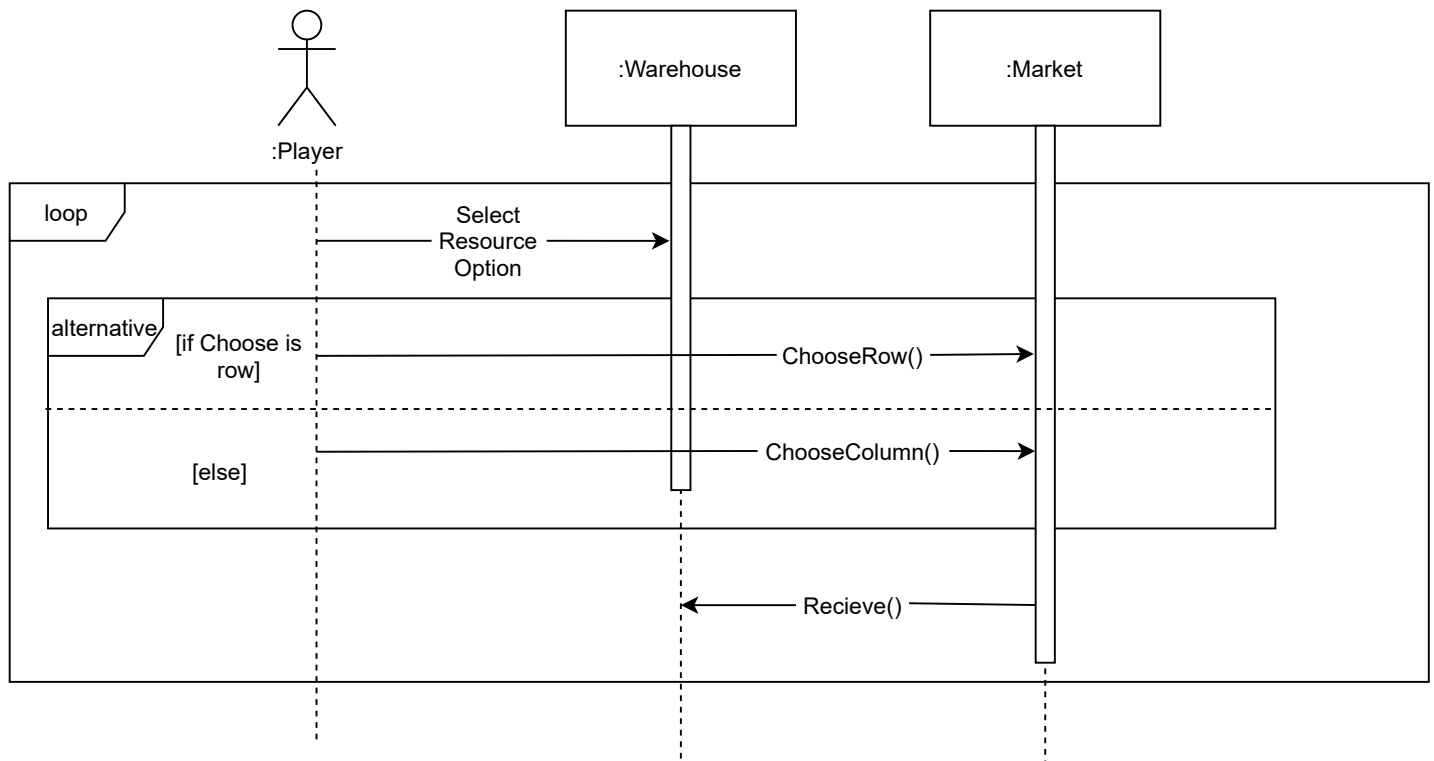 :Player
:Warehouse
:Market
loop
Select
Resource
Option
alternative
[if Choose is
row]
ChooseRow()
[else]
ChooseColumn()
Recieve()